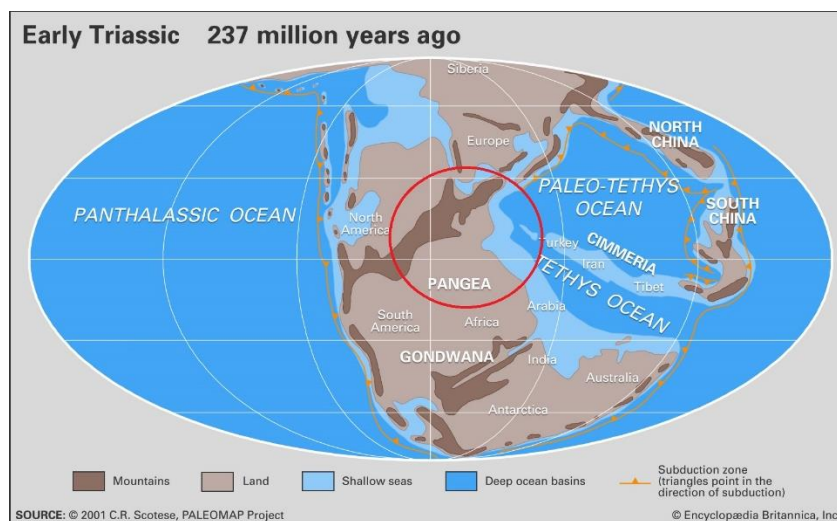 Early Triassic 237 million years ago
Siberia
Europe
NORTH
CHINA
PALEO-TETHYS
OCEAN
PANTHALASSIC OCEAN
North
America
SOUTH
CHINA
Turkey
CIMMERIA
Iran
Tibet
TETHYS OCEAN
PANGEA
Arabia
South
America
Africa
GONDWANA
India
Australia
Antarctica
Mountains
Land
Shallow seas
Deep ocean basins
Subduction zone
(triangles point in the
direction of subduction)
SOURCE: © 2001 C.R. Scotese, PALEOMAP Project
© Encyclopædia Britannica, Inc